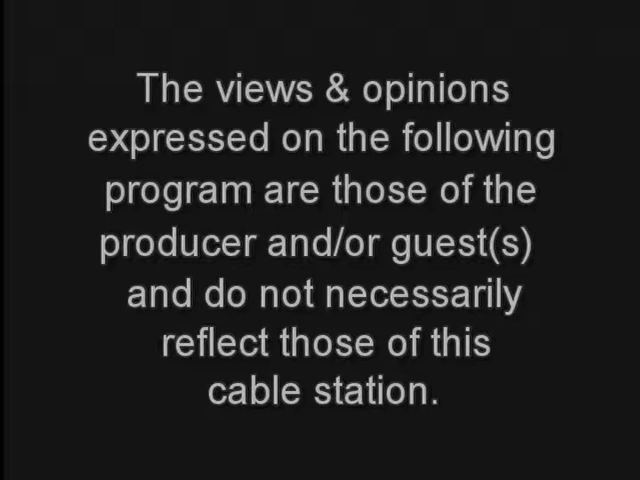 The views & opinions
expressed on the following
program are those of the
producer and/or guest(s)
and do not necessarily
reflect those of this
cable station.